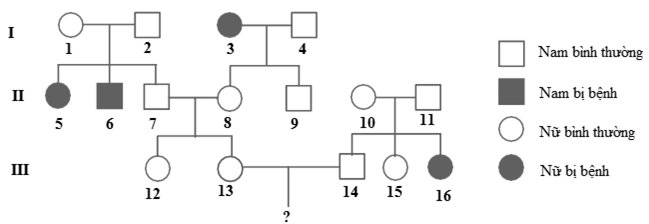 I
1
2
3
4
Nam bình thường
II
5
6
7
8
9
10
11
Nam bị bệnh
Nữ bình thường
III
12
13
14
15
16
Nữ bị bệnh
?